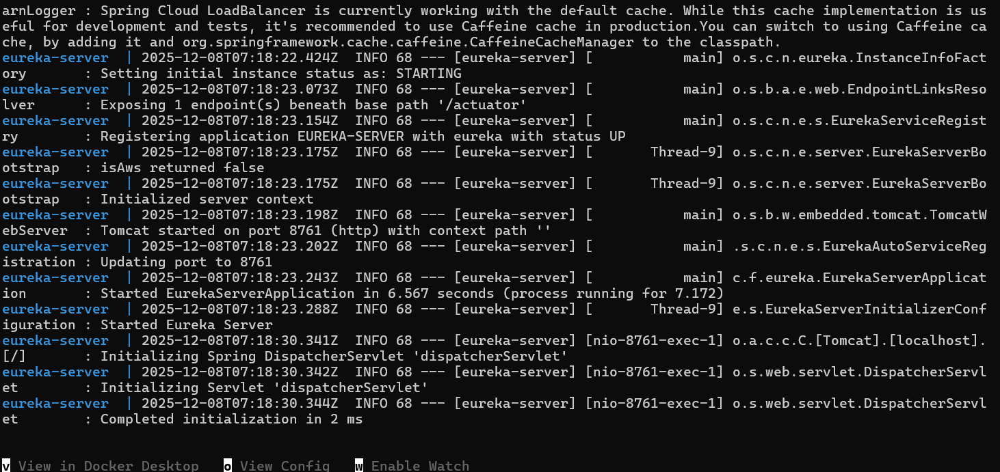 arnLogger : Spring Cloud LoadBalancer is currently working with the default cache. While this cache implementation is us
eful for development and tests, it's recommended to use Caffeine cache in production.You can switch to using Caffeine ca
che, by adding it and org.springframework.cache.caffeine.CaffeineCacheManager to the classpath.
eureka-server  | 2025-12-08T07:18:22.424Z  INFO 68 --- [eureka-server] [           main] o.s.c.n.eureka.InstanceInfoFact
ory       : Setting initial instance status as: STARTING
eureka-server  | 2025-12-08T07:18:23.073Z  INFO 68 --- [eureka-server] [           main] o.s.b.a.e.web.EndpointLinksReso
lver      : Exposing 1 endpoint(s) beneath base path '/actuator'
eureka-server  | 2025-12-08T07:18:23.154Z  INFO 68 --- [eureka-server] [           main] o.s.c.n.e.s.EurekaServiceRegist
ry        : Registering application EUREKA-SERVER with eureka with status UP
eureka-server  | 2025-12-08T07:18:23.175Z  INFO 68 --- [eureka-server] [       Thread-9] o.s.c.n.e.server.EurekaServerBo
otstrap   : isAws returned false
eureka-server  | 2025-12-08T07:18:23.175Z  INFO 68 --- [eureka-server] [       Thread-9] o.s.c.n.e.server.EurekaServerBo
otstrap   : Initialized server context
eureka-server  | 2025-12-08T07:18:23.198Z  INFO 68 --- [eureka-server] [           main] o.s.b.w.embedded.tomcat.TomcatW
ebServer  : Tomcat started on port 8761 (http) with context path ''
eureka-server  | 2025-12-08T07:18:23.202Z  INFO 68 --- [eureka-server] [           main] .s.c.n.e.s.EurekaAutoServiceReg
istration : Updating port to 8761
eureka-server  | 2025-12-08T07:18:23.243Z  INFO 68 --- [eureka-server] [           main] c.f.eureka.EurekaServerApplicat
ion       : Started EurekaServerApplication in 6.567 seconds (process running for 7.172)
eureka-server  | 2025-12-08T07:18:23.288Z  INFO 68 --- [eureka-server] [       Thread-9] e.s.EurekaServerInitializerConf
iguration : Started Eureka Server
eureka-server  | 2025-12-08T07:18:30.341Z  INFO 68 --- [eureka-server] [nio-8761-exec-1] o.a.c.c.C.[Tomcat].[localhost].
[/]       : Initializing Spring DispatcherServlet 'dispatcherServlet'
eureka-server  | 2025-12-08T07:18:30.342Z  INFO 68 --- [eureka-server] [nio-8761-exec-1] o.s.web.servlet.DispatcherServl
et        : Initializing Servlet 'dispatcherServlet'
eureka-server  | 2025-12-08T07:18:30.344Z  INFO 68 --- [eureka-server] [nio-8761-exec-1] o.s.web.servlet.DispatcherServl
et        : Completed initialization in 2 ms
v View in Docker Desktop   o View Config   w Enable Watch